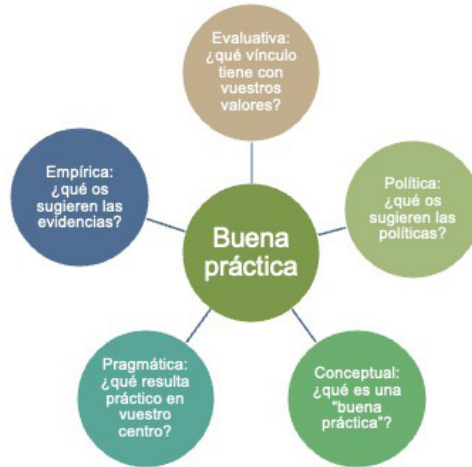 Evaluativa:
¿qué vínculo
tiene con
vuestros
valores?
Empírica:
¿qué os
sugieren las
evidencias?
Política:
¿qué os
sugieren las
políticas?
Buena
práctica
Pragmática:
¿qué resulta
práctico en
vuestro
centro?
Conceptual:
¿qué es una
"buena
práctica"?